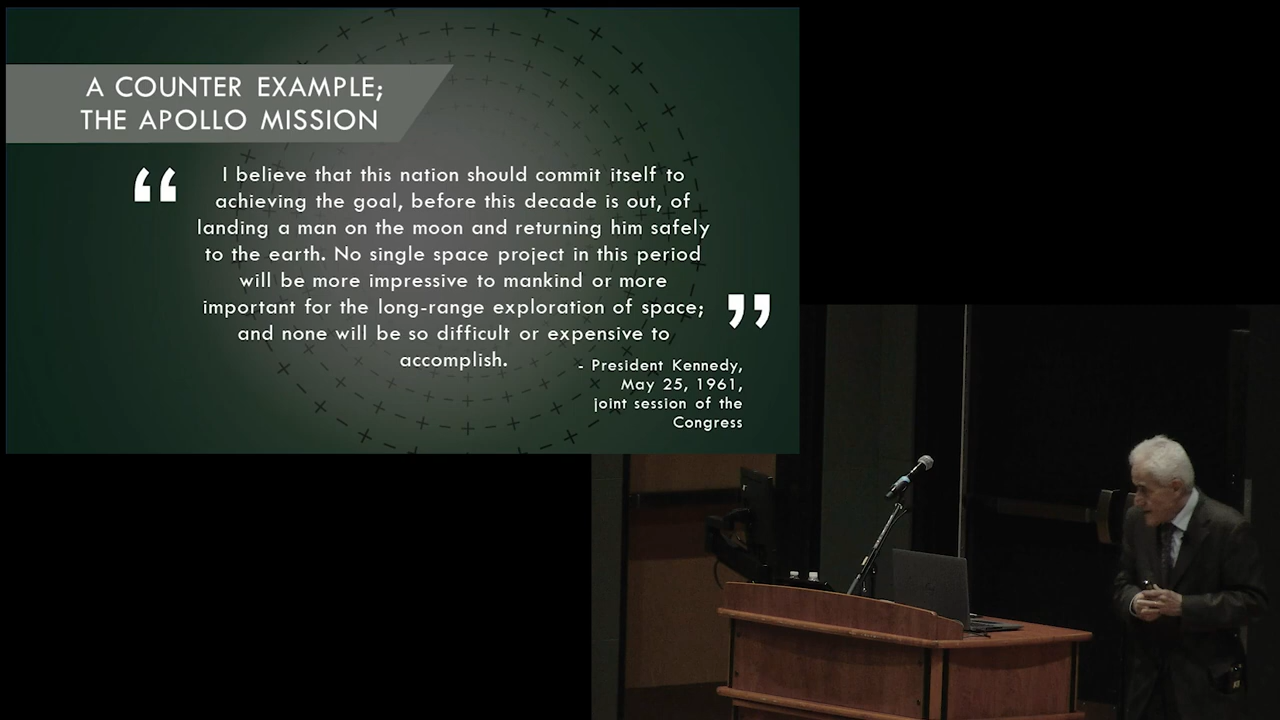 A COUNTER EXAMPLE;
THE APOLLO MISSION
“ I believe that this nation should commit itself to
achieving the goal, before this decade is out, of
landing a man on the moon and returning him safely
to the earth. No single space project in this period
will be more impressive to mankind or more
important for the long-range exploration of space;
and none will be so difficult or expensive to
accomplish. ”
- President Kennedy,
May 25, 1961,
joint session of the
Congress